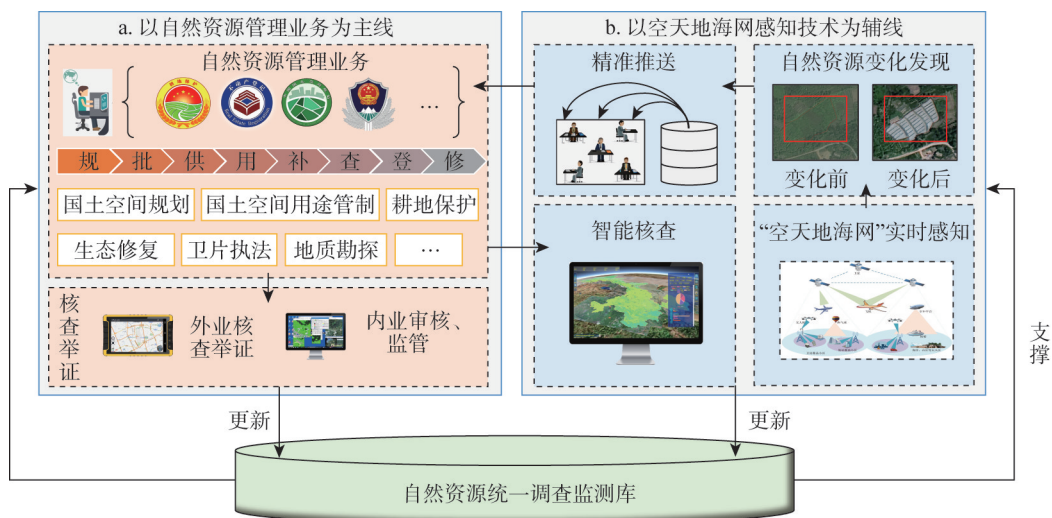 a. 以自然资源管理业务为主线
自然资源管理业务
…
规 批 供 用 补 查 登 修
国土空间规划
国土空间用途管制
耕地保护
生态修复
卫片执法
地质勘探
…
核查举证
外业核
查举证
内业审核、
监管
b. 以空天地海网感知技术为辅线
精准推送
自然资源变化发现
变化前
变化后
智能核查
“空天地海网”实时感知
更新
更新
支撑
自然资源统一调查监测库